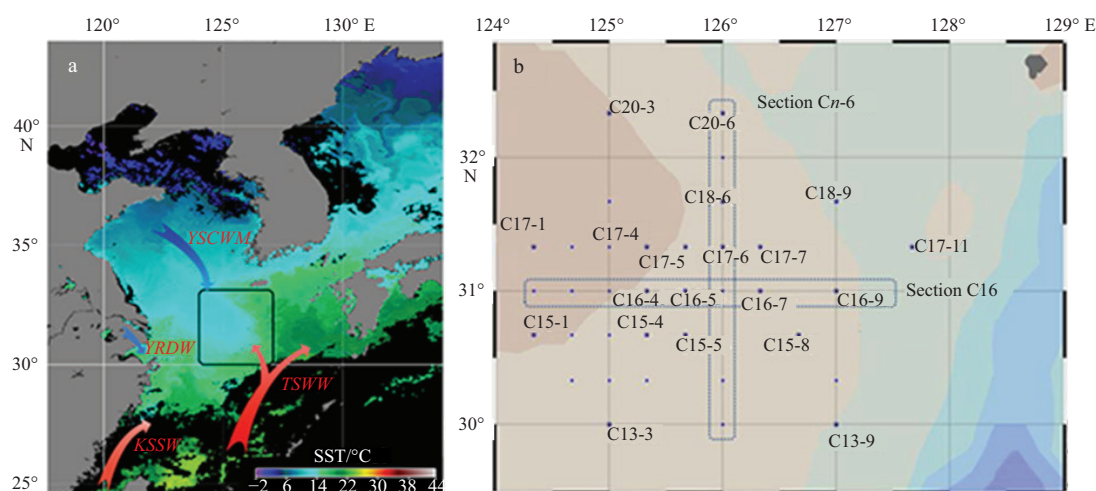 120°
125°
130° E
a
40°
N
35°
30°
25°
YSCWM
YRDW
TSWW
KSSW
SST/°C
−2 6 14 22 30 38 44
124°
125°
126°
127°
128°
129° E
b
Section Cn-6
C20-3
C20-6
32°
N
C18-6
C18-9
C17-1
C17-4
C17-5
C17-6
C17-7
C17-11
31°
C16-4
C16-5
C16-7
C16-9
Section C16
C15-1
C15-4
C15-5
C15-8
30°
C13-3
C13-9